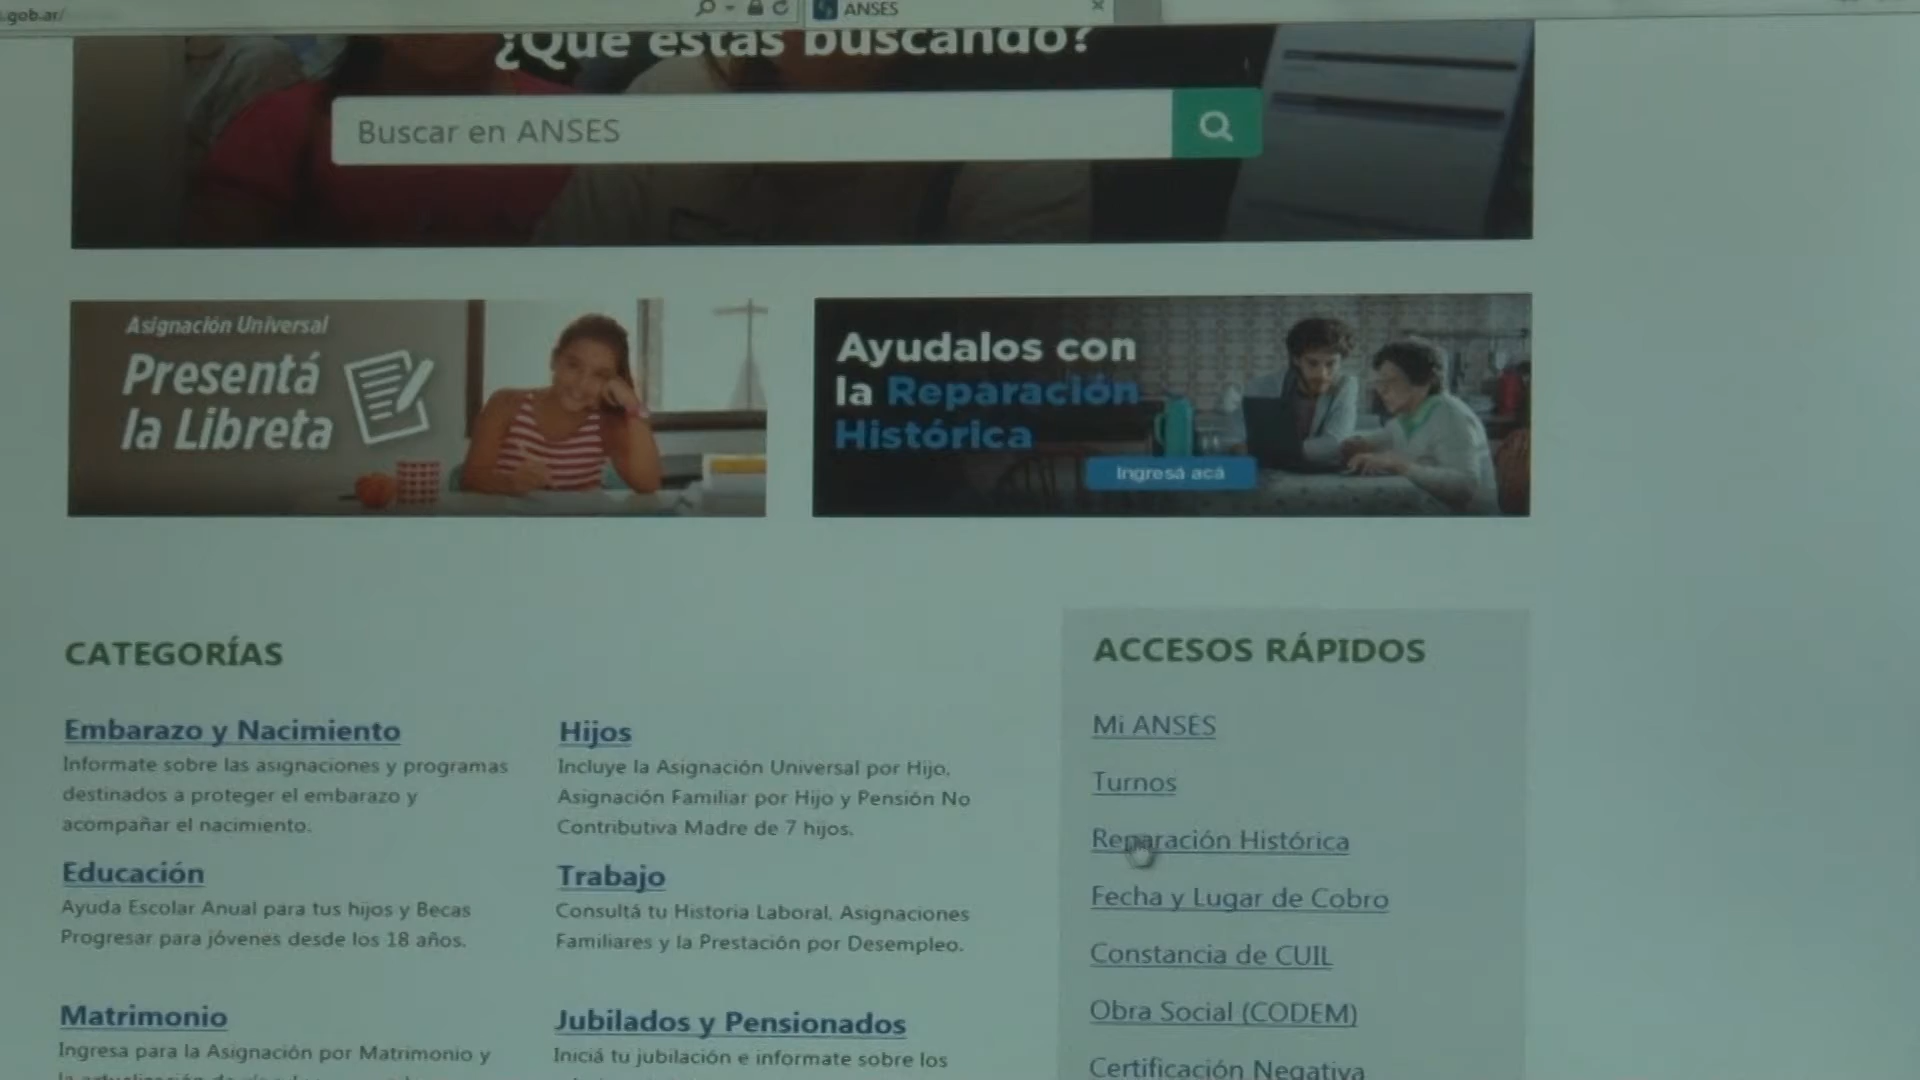 .gob.ar/
ANSES
¿Qué estás buscando?
Buscar en ANSES
Asignación Universal
Presentá
la Libreta
Ayudalos con
la Reparación
Histórica
Ingresá acá
CATEGORÍAS
Embarazo y Nacimiento
Informate sobre las asignaciones y programas
destinados a proteger el embarazo y
acompañar el nacimiento.
Hijos
Incluye la Asignación Universal por Hijo,
Asignación Familiar por Hijo y Pensión No
Contributiva Madre de 7 hijos.
Educación
Ayuda Escolar Anual para tus hijos y Becas
Progresar para jóvenes desde los 18 años.
Trabajo
Consultá tu Historia Laboral, Asignaciones
Familiares y la Prestación por Desempleo.
Matrimonio
Ingresa para la Asignación por Matrimonio y
Jubilados y Pensionados
Iniciá tu jubilación e informate sobre los
ACCESOS RÁPIDOS
Mi ANSES
Turnos
Reparación Histórica
Fecha y Lugar de Cobro
Constancia de CUIL
Obra Social (CODEM)
Certificación Negativa